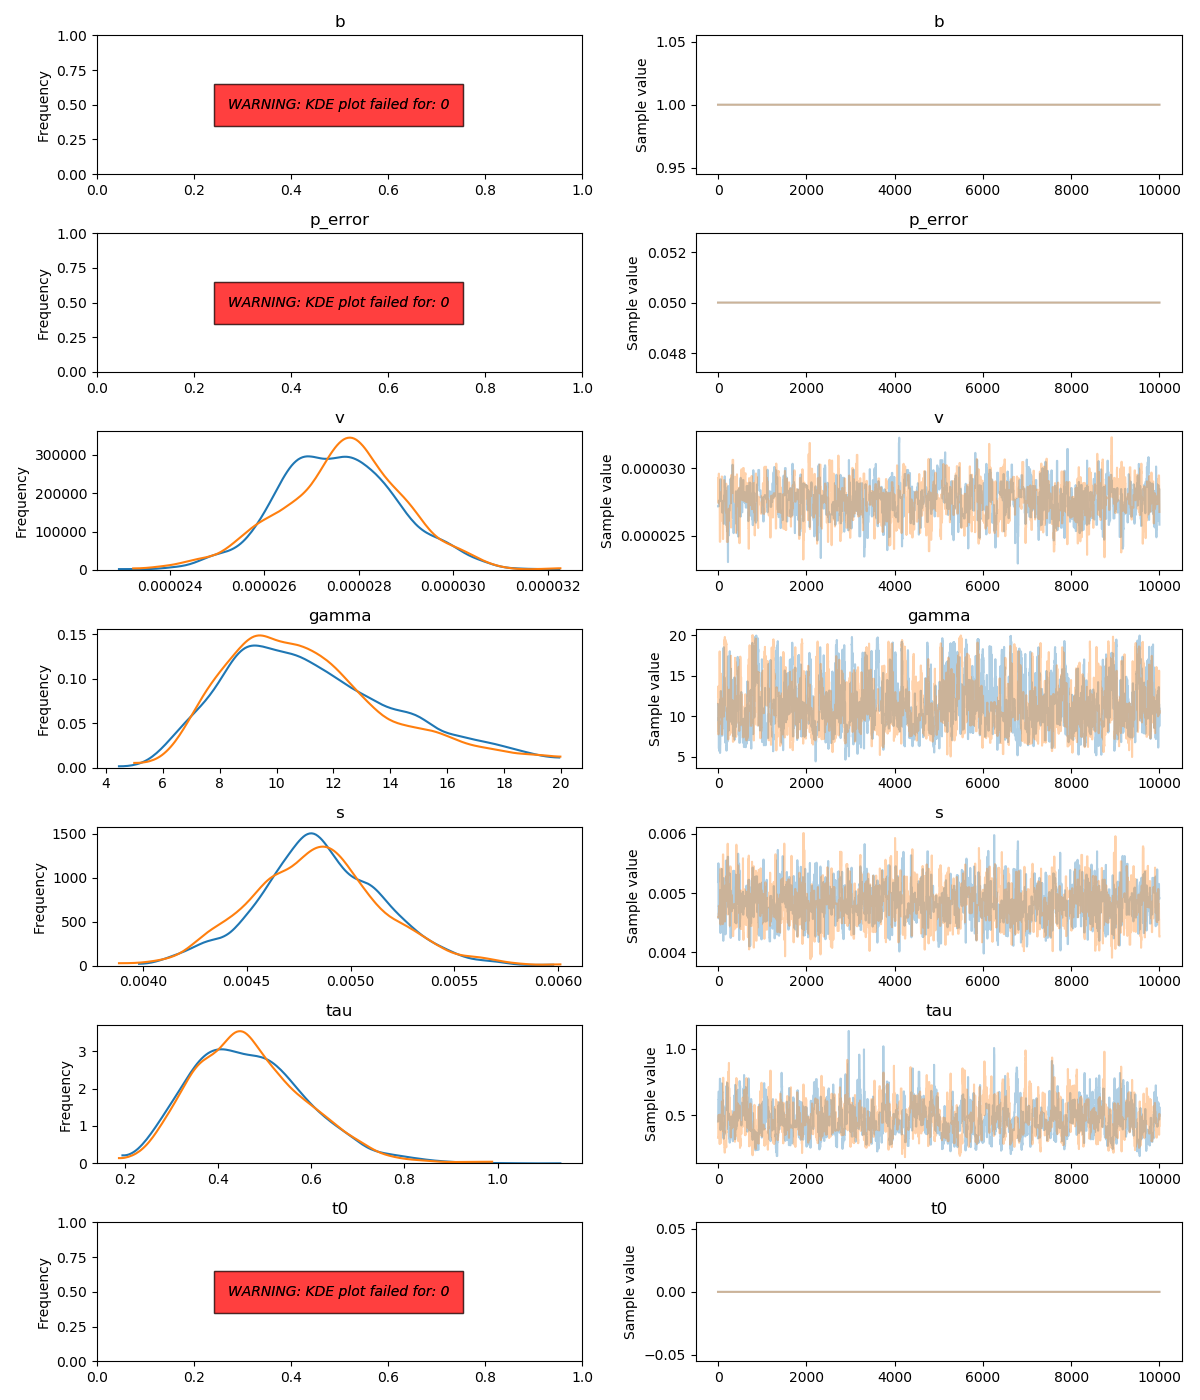 b
1.00
0.75
0.50
0.25
0.00
Frequency
WARNING: KDE plot failed for: 0
0.0 0.2 0.4 0.6 0.8 1.0
b
1.05
1.00
0.95
Sample value
0 2000 4000 6000 8000 10000
p_error
1.00
0.75
0.50
0.25
0.00
Frequency
WARNING: KDE plot failed for: 0
0.0 0.2 0.4 0.6 0.8 1.0
p_error
0.052
0.050
0.048
Sample value
0 2000 4000 6000 8000 10000
v
300000
200000
100000
0
Frequency
0.000024 0.000026 0.000028 0.000030 0.000032
v
0.000030
0.000025
Sample value
0 2000 4000 6000 8000 10000
gamma
0.15
0.10
0.05
0.00
Frequency
4 6 8 10 12 14 16 18 20
gamma
20
15
10
5
Sample value
0 2000 4000 6000 8000 10000
s
1500
1000
500
0
Frequency
0.0040 0.0045 0.0050 0.0055 0.0060
s
0.006
0.005
0.004
Sample value
0 2000 4000 6000 8000 10000
tau
3
2
1
0
Frequency
0.2 0.4 0.6 0.8 1.0
tau
1.0
0.5
Sample value
0 2000 4000 6000 8000 10000
t0
1.00
0.75
0.50
0.25
0.00
Frequency
WARNING: KDE plot failed for: 0
0.0 0.2 0.4 0.6 0.8 1.0
t0
0.05
0.00
−0.05
Sample value
0 2000 4000 6000 8000 10000